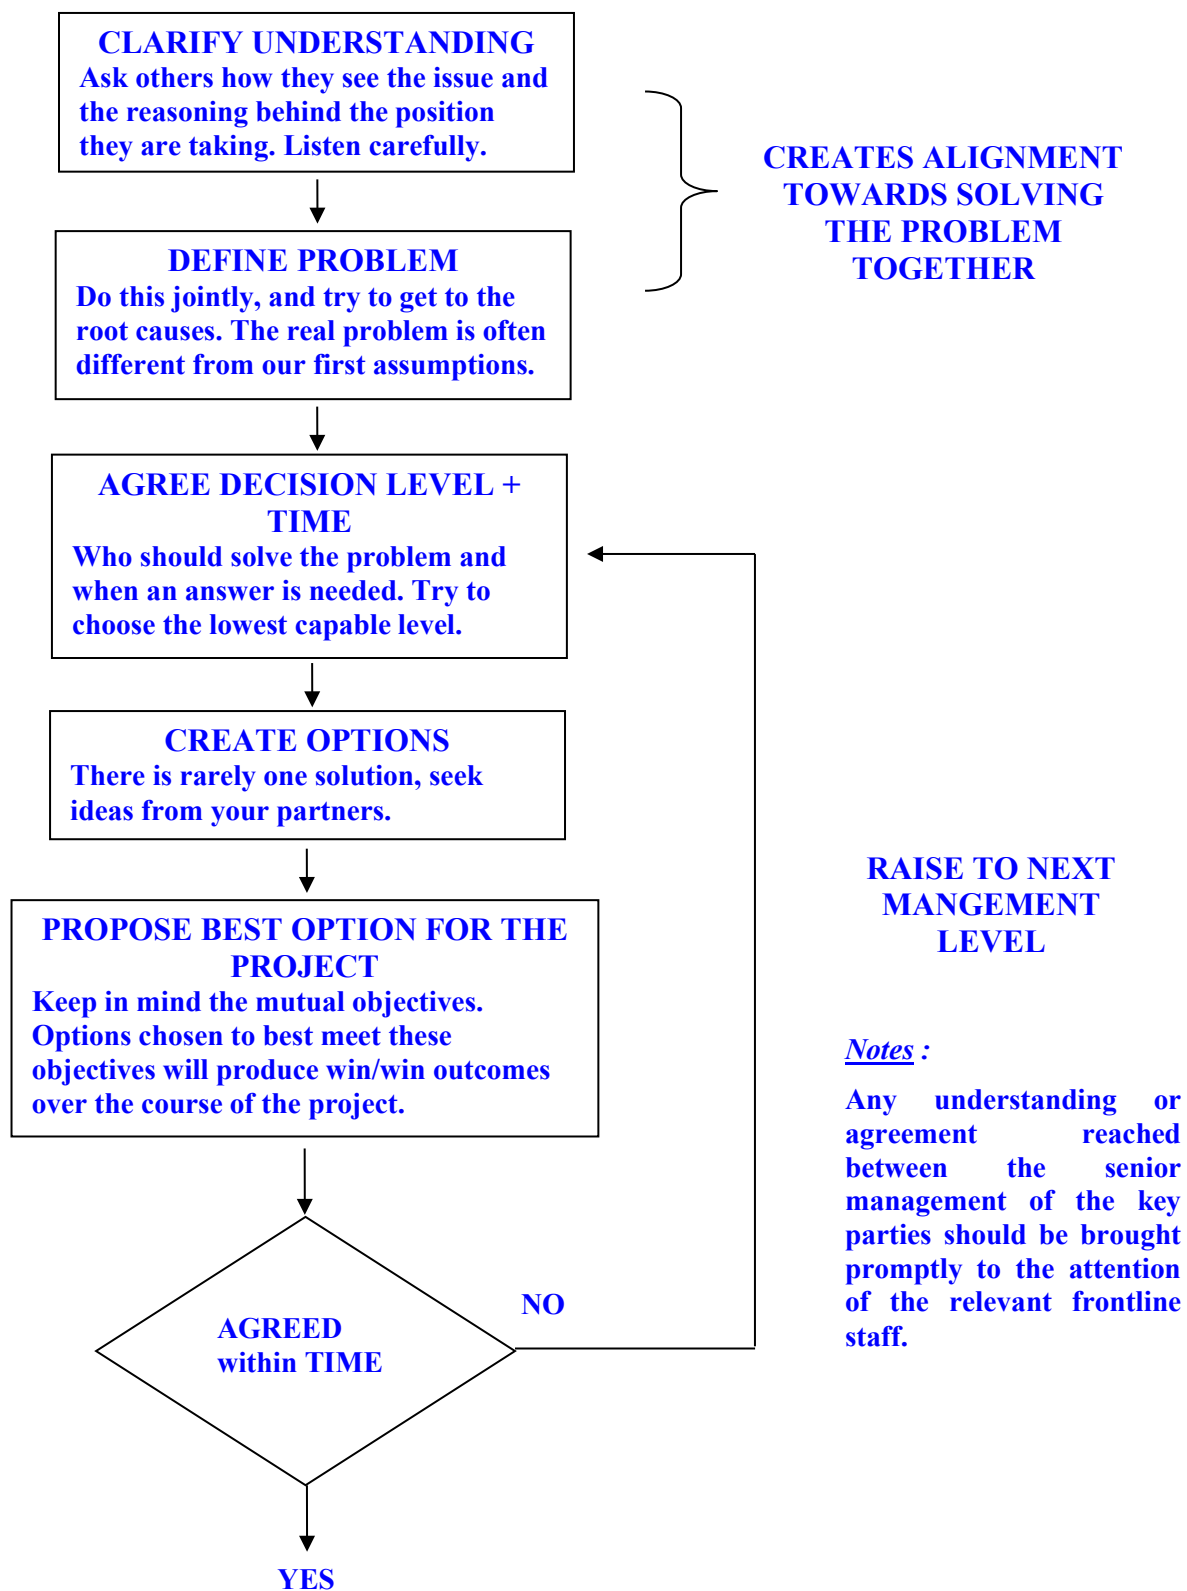 CLARIFY UNDERSTANDING
Ask others how they see the issue and
the reasoning behind the position
they are taking. Listen carefully.
CREATES ALIGNMENT
TOWARDS SOLVING
THE PROBLEM
TOGETHER
DEFINE PROBLEM
Do this jointly, and try to get to the
root causes. The real problem is often
different from our first assumptions.
AGREE DECISION LEVEL +
TIME
Who should solve the problem and
when an answer is needed. Try to
choose the lowest capable level.
CREATE OPTIONS
There is rarely one solution, seek
ideas from your partners.
PROPOSE BEST OPTION FOR THE
PROJECT
Keep in mind the mutual objectives.
Options chosen to best meet these
objectives will produce win/win outcomes
over the course of the project.
RAISE TO NEXT
MANGEMENT
LEVEL
Notes :
Any understanding or
agreement reached
between the senior
management of the key
parties should be brought
promptly to the attention
of the relevant frontline
staff.
AGREED
within TIME
NO
YES